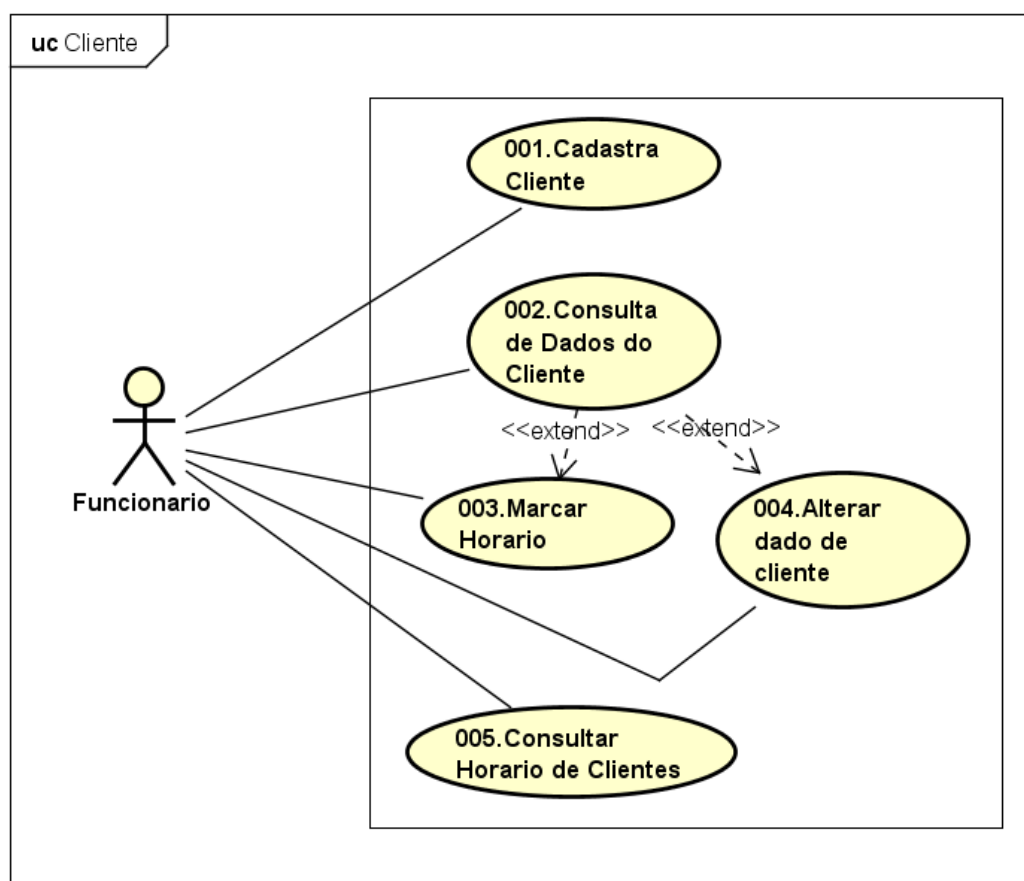 uc Cliente
001.Cadastra
Cliente
002.Consulta
de Dados do
Cliente
<<extend>>
<<extend>>
Funcionario
003.Marcar
Horario
004.Alterar
dado de
cliente
005.Consultar
Horario de Clientes